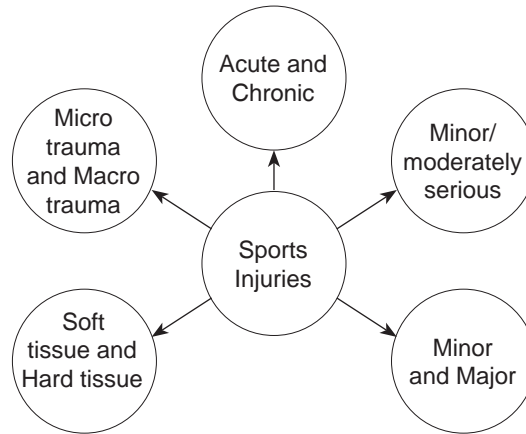 Acute and
Chronic
Micro
trauma
and Macro
trauma
Minor/
moderately
serious
Sports
Injuries
Soft
tissue and
Hard tissue
Minor
and Major